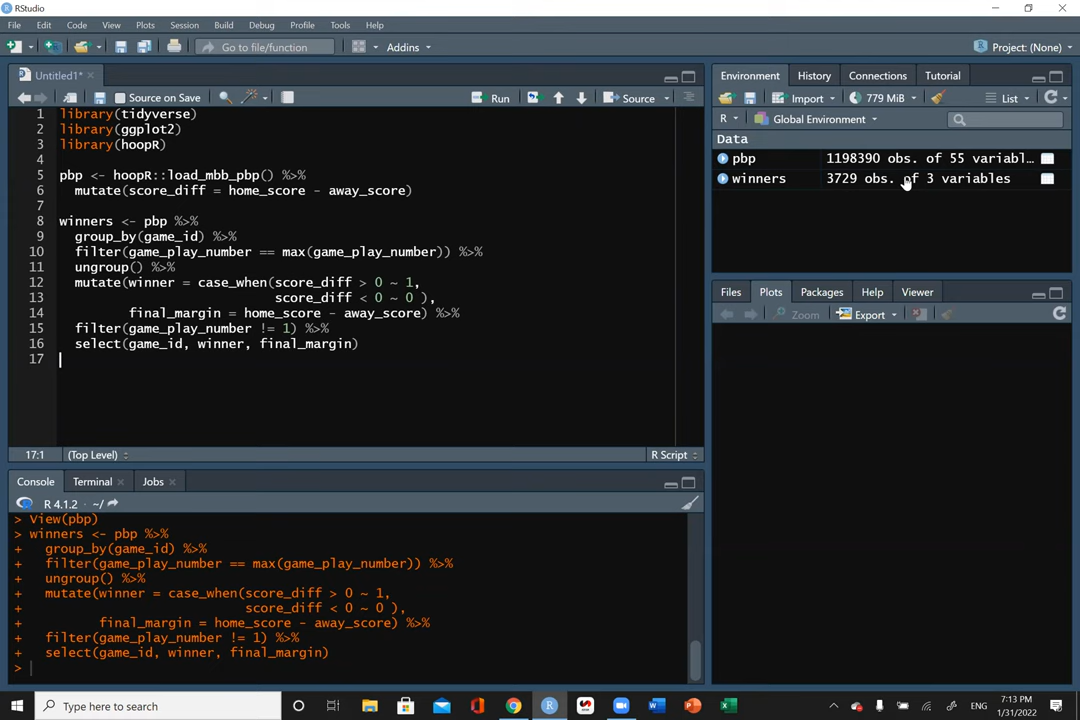 RStudio
File Edit Code View Plots Session Build Debug Profile Tools Help
Go to file/function Addins Project: (None)
Untitled1*
Source on Save Run Source
1 library(tidyverse)
2 library(ggplot2)
3 library(hoopR)
4
5 pbp <- hoopR::load_mbb_pbp() %>%
6 mutate(score_diff = home_score - away_score)
7
8 winners <- pbp %>%
9 group_by(game_id) %>%
10 filter(game_play_number == max(game_play_number)) %>%
11 ungroup() %>%
12 mutate(winner = case_when(score_diff > 0 ~ 1,
13 score_diff < 0 ~ 0 ),
14 final_margin = home_score - away_score) %>%
15 filter(game_play_number != 1) %>%
16 select(game_id, winner, final_margin)
17
17:1 (Top Level) R Script
Console Terminal Jobs
R 4.1.2 · ~/
> View(pbp)
> winners <- pbp %>%
+ group_by(game_id) %>%
+ filter(game_play_number == max(game_play_number)) %>%
+ ungroup() %>%
+ mutate(winner = case_when(score_diff > 0 ~ 1,
+ score_diff < 0 ~ 0 ),
+ final_margin = home_score - away_score) %>%
+ filter(game_play_number != 1) %>%
+ select(game_id, winner, final_margin)
>
Environment History Connections Tutorial
Import 779 MiB List
R Global Environment
Data
pbp 1198390 obs. of 55 variabl...
winners 3729 obs. of 3 variables
Files Plots Packages Help Viewer
Zoom Export
Type here to search
ENG
7:13 PM
1/31/2022